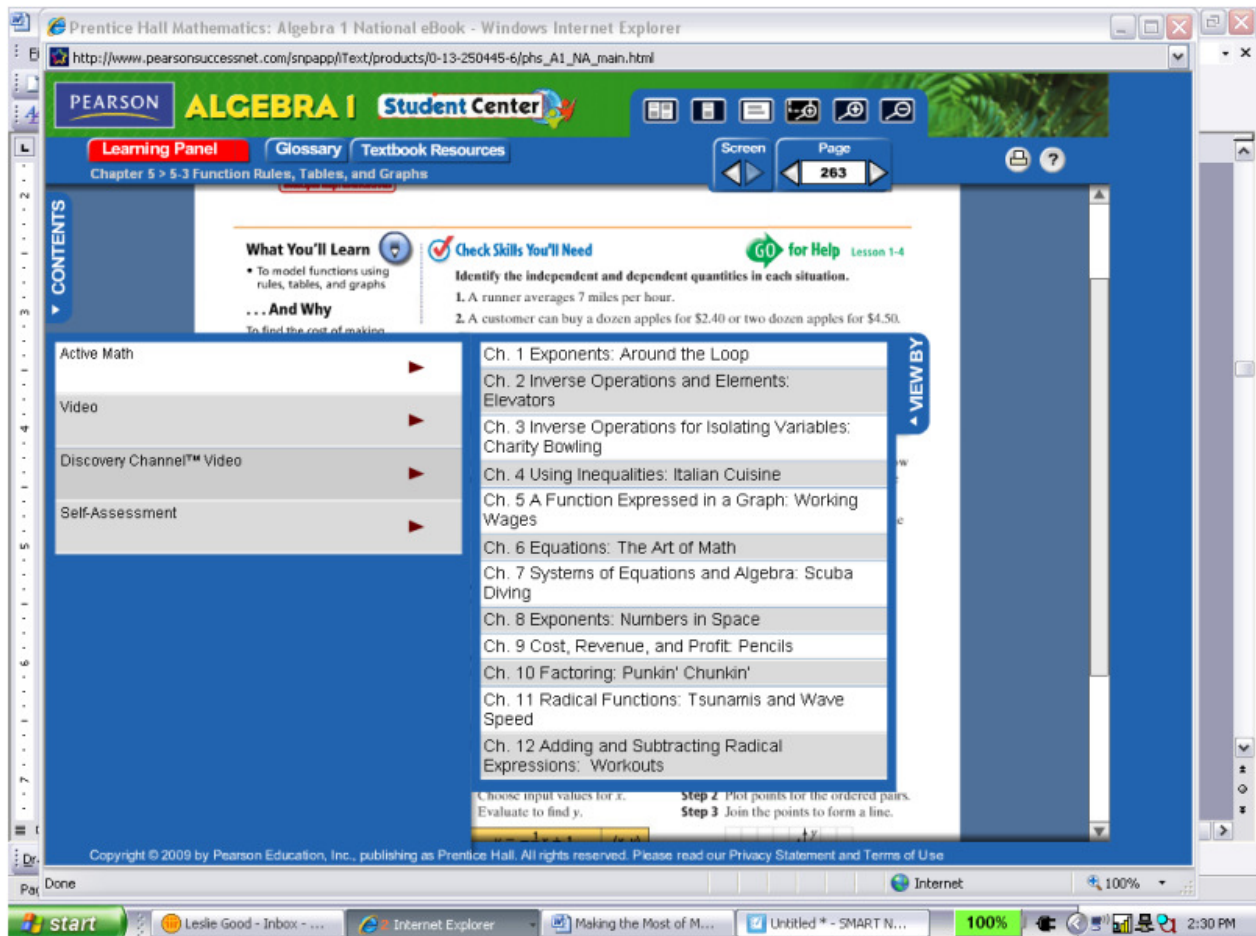 Prentice Hall Mathematics: Algebra 1 National eBook - Windows Internet Explorer
http://www.pearsonsuccessnet.com/snpapp/iText/products/0-13-250445-6/phs_A1_NA_main.html
PEARSON ALGEBRA 1 Student Center
Learning Panel Glossary Textbook Resources Screen Page
Chapter 5 > 5-3 Function Rules, Tables, and Graphs 263
CONTENTS
What You'll Learn
• To model functions using
rules, tables, and graphs
. . . And Why
To find the cost of making
Check Skills You'll Need GO for Help Lesson 1-4
Identify the independent and dependent quantities in each situation.
1. A runner averages 7 miles per hour.
2. A customer can buy a dozen apples for $2.40 or two dozen apples for $4.50.
VIEW BY
Active Math
Video
Discovery Channel™ Video
Self-Assessment
Ch. 1 Exponents: Around the Loop
Ch. 2 Inverse Operations and Elements:
Elevators
Ch. 3 Inverse Operations for Isolating Variables:
Charity Bowling
Ch. 4 Using Inequalities: Italian Cuisine
Ch. 5 A Function Expressed in a Graph: Working
Wages
Ch. 6 Equations: The Art of Math
Ch. 7 Systems of Equations and Algebra: Scuba
Diving
Ch. 8 Exponents: Numbers in Space
Ch. 9 Cost, Revenue, and Profit: Pencils
Ch. 10 Factoring: Punkin' Chunkin'
Ch. 11 Radical Functions: Tsunamis and Wave
Speed
Ch. 12 Adding and Subtracting Radical
Expressions: Workouts
Choose input values for x.
Evaluate to find y.
Step 2 Plot points for the ordered pairs.
Step 3 Join the points to form a line.
Copyright © 2009 by Pearson Education, Inc., publishing as Prentice Hall. All rights reserved. Please read our Privacy Statement and Terms of Use
Done Internet 100%
start Leslie Good - Inbox - ... 2 Internet Explorer Making the Most of M... Untitled * - SMART N... 100% 2:30 PM